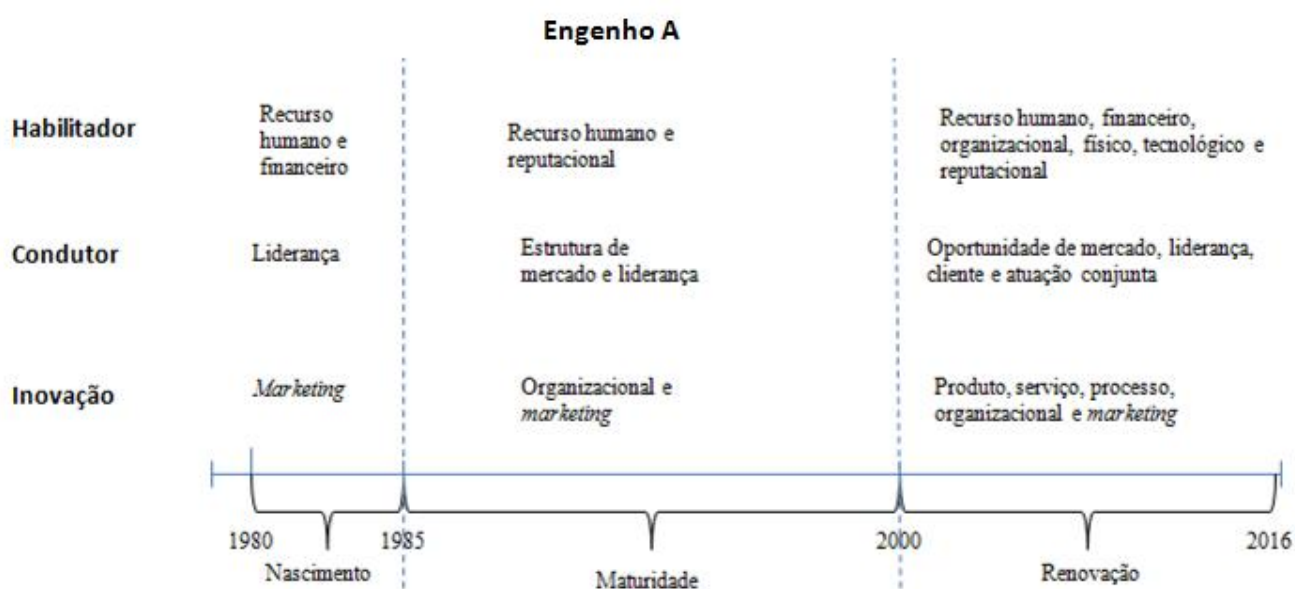 Engenho A
Habilitador
Recurso
humano e
financeiro
Recurso humano e
reputacional
Recurso humano, financeiro,
organizacional, físico, tecnológico e
reputacional
Condutor
Liderança
Estrutura de
mercado e liderança
Oportunidade de mercado, liderança,
cliente e atuação conjunta
Inovação
Marketing
Organizacional e
marketing
Produto, serviço, processo,
organizacional e marketing
1980
1985
2000
2016
Nascimento
Maturidade
Renovação